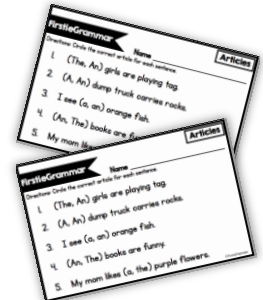 FirstieGrammar
Articles
Name
Directions: Circle the correct article for each sentence.
1. (The, An) girls are playing tag.
2. (A, An) dump truck carries rocks.
3. I see (a, an) orange fish.
4. (An, The) books are
5. My mom likes
FirstieGrammar
Articles
Name
Directions: Circle the correct article for each sentence.
1. (The, An) girls are playing tag.
2. (A, An) dump truck carries rocks.
3. I see (a, an) orange fish.
4. (An, The) books are funny.
5. My mom likes (a, the) purple flowers.